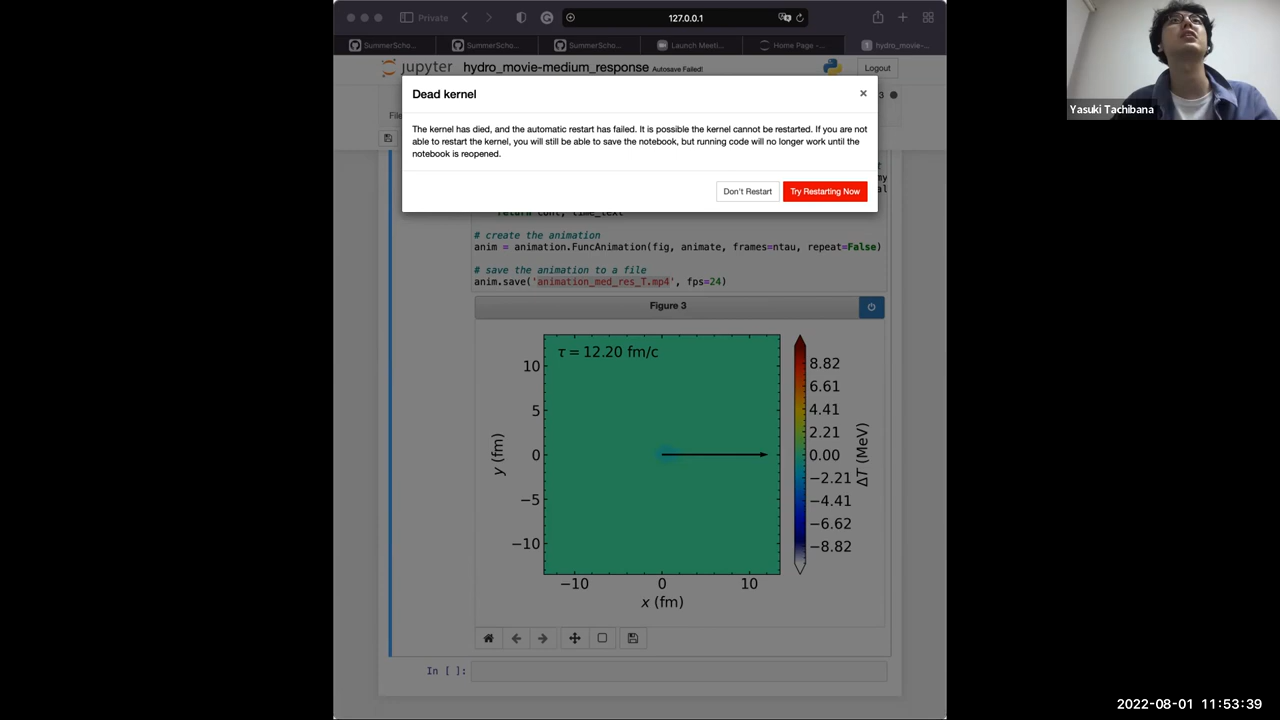 Private
127.0.0.1
SummerScho...
SummerScho...
SummerScho...
Launch Meeti...
Home Page -...
hydro_movie-...
jupyter hydro_movie-medium_response Autosave Failed!
Logout
Dead kernel
The kernel has died, and the automatic restart has failed. It is possible the kernel cannot be restarted. If you are not
able to restart the kernel, you will still be able to save the notebook, but running code will no longer work until the
notebook is reopened.
Don't Restart
Try Restarting Now
# create the animation
anim = animation.FuncAnimation(fig, animate, frames=ntau, repeat=False)
# save the animation to a file
anim.save('animation_med_res_T.mp4', fps=24)
Figure 3
τ = 12.20 fm/c
10
5
0
−5
−10
y (fm)
−10 0 10
x (fm)
8.82
6.61
4.41
2.21
0.00
−2.21
−4.41
−6.62
−8.82
ΔT (MeV)
In [ ]:
Yasuki Tachibana
2022-08-01 11:53:39